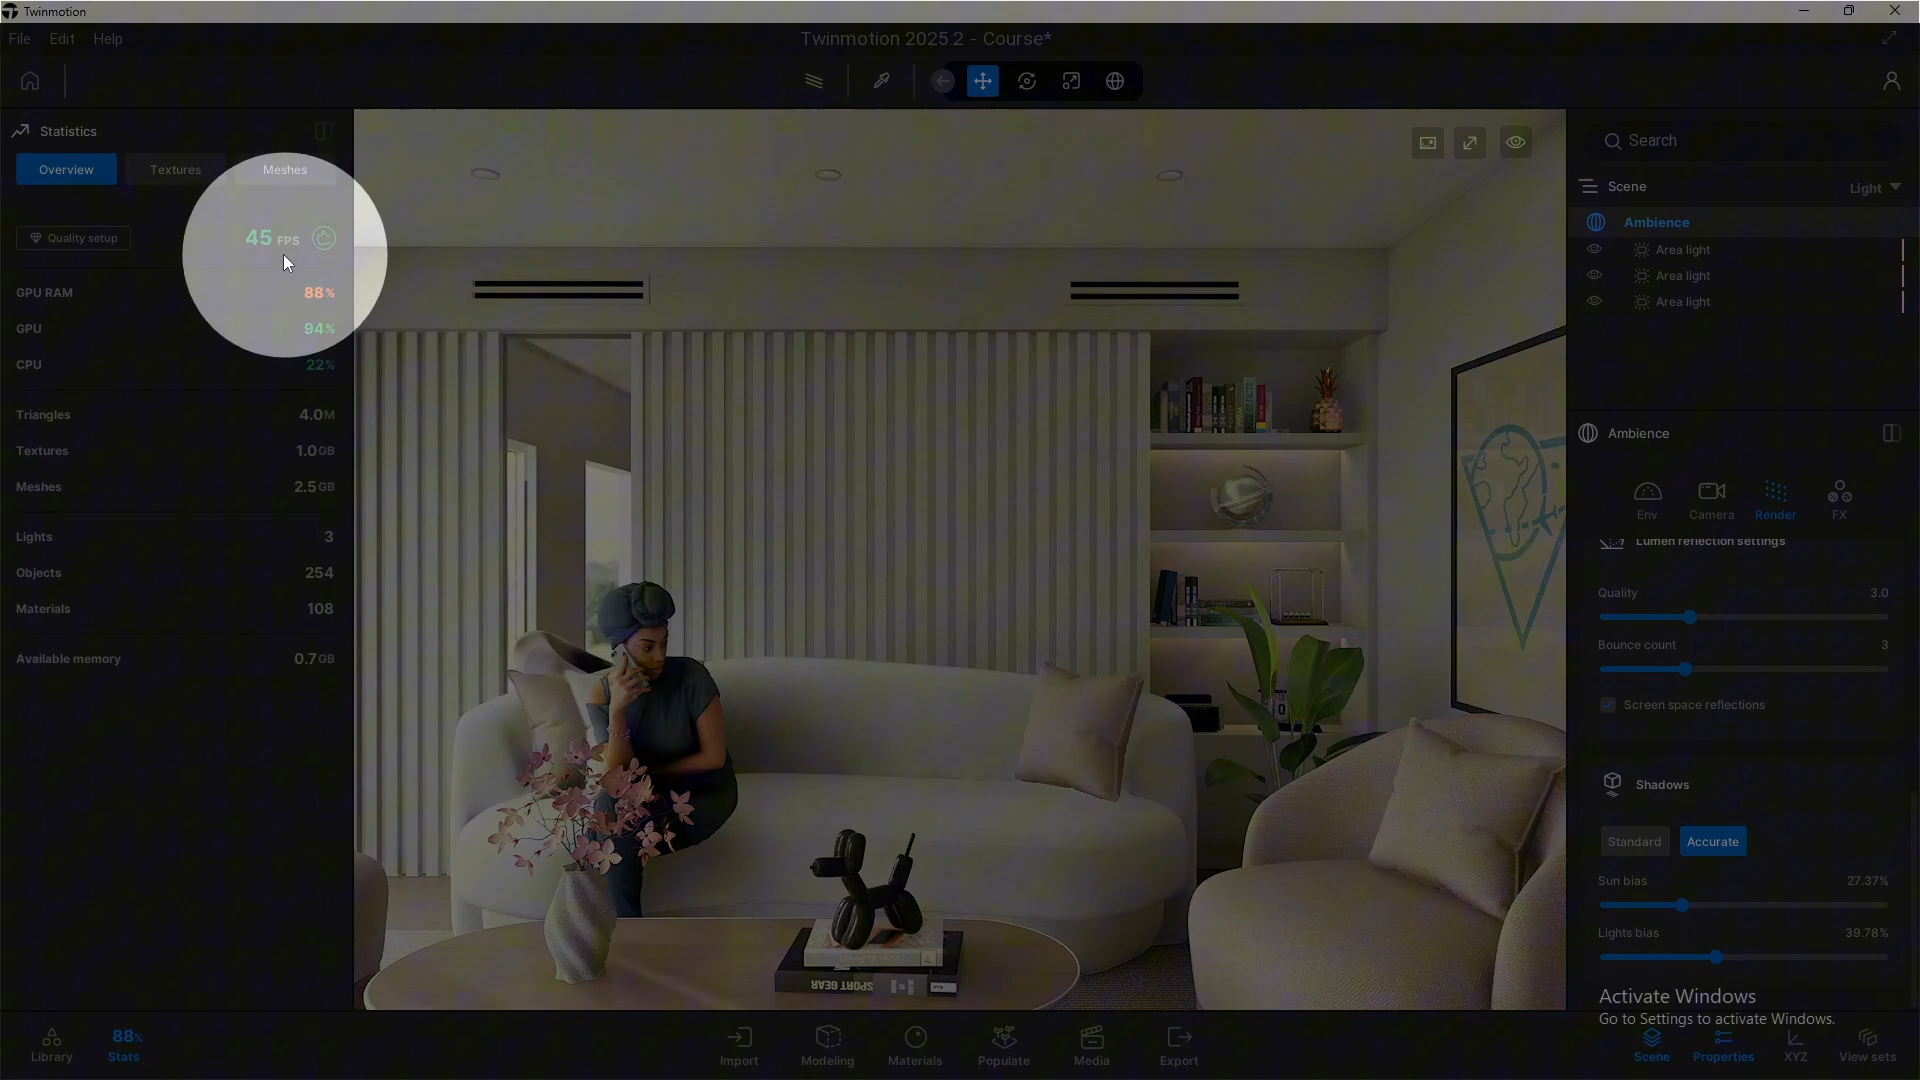 Twinmotion
File Edit Help
Twinmotion 2025.2 - Course*
Statistics
Overview Textures Meshes
Quality setup
45 FPS
GPU RAM 88%
GPU 94%
CPU 22%
Triangles 4.0M
Textures 1.0GB
Meshes 2.5GB
Lights 3
Objects 254
Materials 108
Available memory 0.7GB
SPORT GEAR
Search
Scene Light
Ambience
Area light
Area light
Area light
Ambience
Env Camera Render FX
Lumen reflection settings
Quality 3.0
Bounce count 3
Screen space reflections
Shadows
Standard Accurate
Sun bias 27.37%
Lights bias 39.78%
Activate Windows
Go to Settings to activate Windows.
Library
88% Stats
Import Modeling Materials Populate Media Export
Scene Properties XYZ View sets